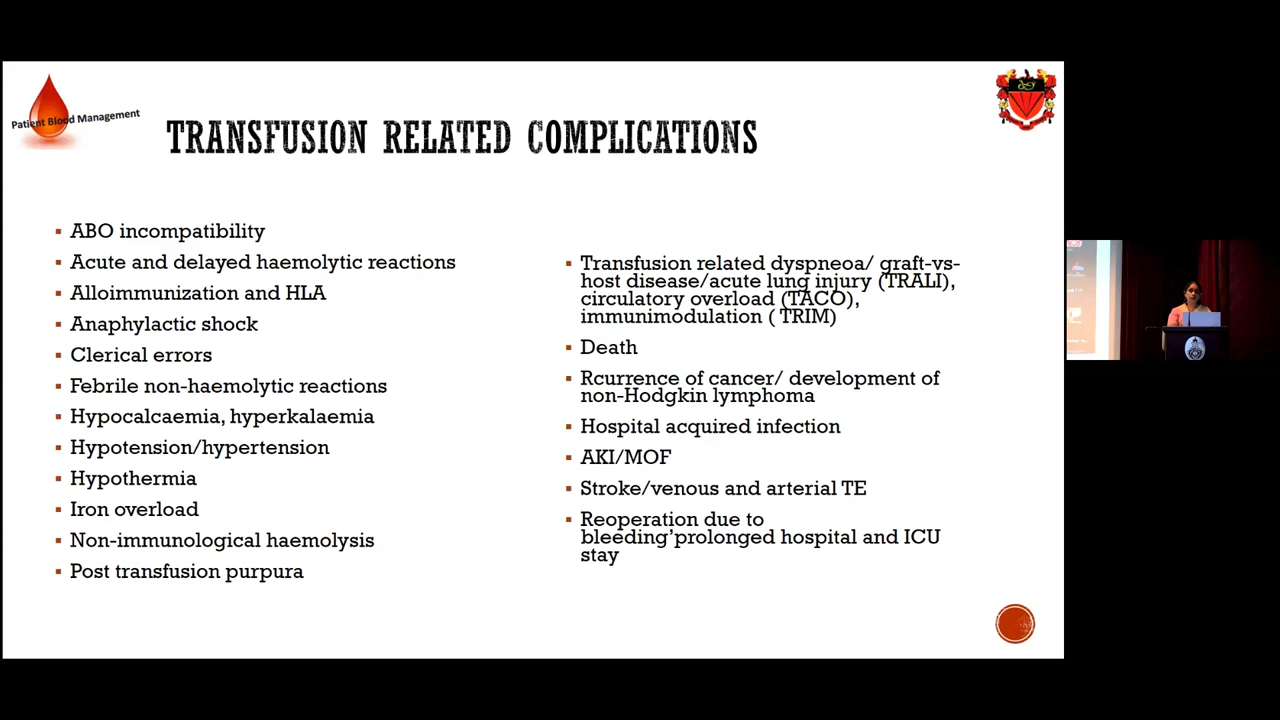 Patient Blood Management
TRANSFUSION RELATED COMPLICATIONS
▪ ABO incompatibility
▪ Acute and delayed haemolytic reactions
▪ Alloimmunization and HLA
▪ Anaphylactic shock
▪ Clerical errors
▪ Febrile non-haemolytic reactions
▪ Hypocalcaemia, hyperkalaemia
▪ Hypotension/hypertension
▪ Hypothermia
▪ Iron overload
▪ Non-immunological haemolysis
▪ Post transfusion purpura
▪ Transfusion related dyspneoa/ graft-vs-
host disease/acute lung injury (TRALI),
circulatory overload (TACO),
immunimodulation ( TRIM)
▪ Death
▪ Rcurrence of cancer/ development of
non-Hodgkin lymphoma
▪ Hospital acquired infection
▪ AKI/MOF
▪ Stroke/venous and arterial TE
▪ Reoperation due to
bleeding’prolonged hospital and ICU
stay